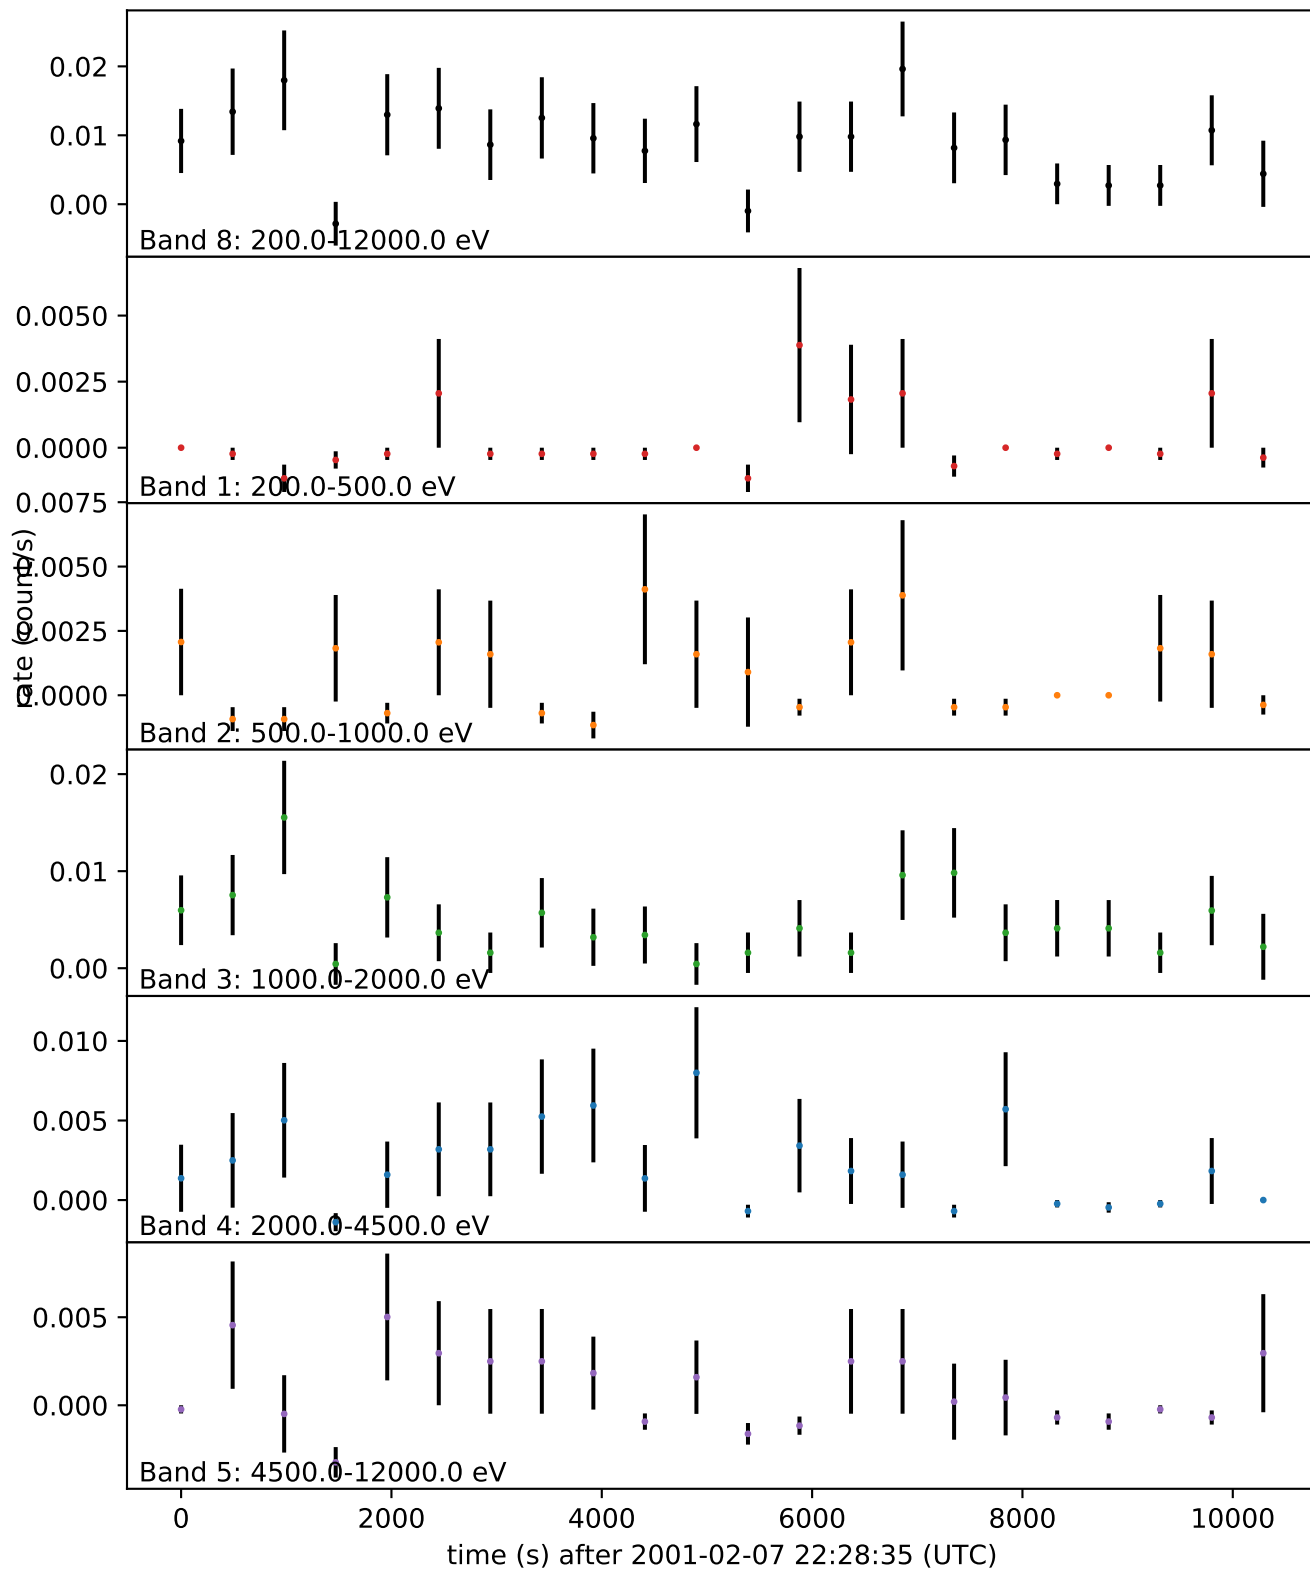 0.02
0.01
0.00
Band 8: 200.0-12000.0 eV
0.0050
0.0025
0.0000
Band 1: 200.0-500.0 eV
0.0075
0.0050
0.0025
0.0000
Band 2: 500.0-1000.0 eV
rate (count/s)
0.02
0.01
0.00
Band 3: 1000.0-2000.0 eV
0.010
0.005
0.000
Band 4: 2000.0-4500.0 eV
0.005
0.000
Band 5: 4500.0-12000.0 eV
0 2000 4000 6000 8000 10000
time (s) after 2001-02-07 22:28:35 (UTC)